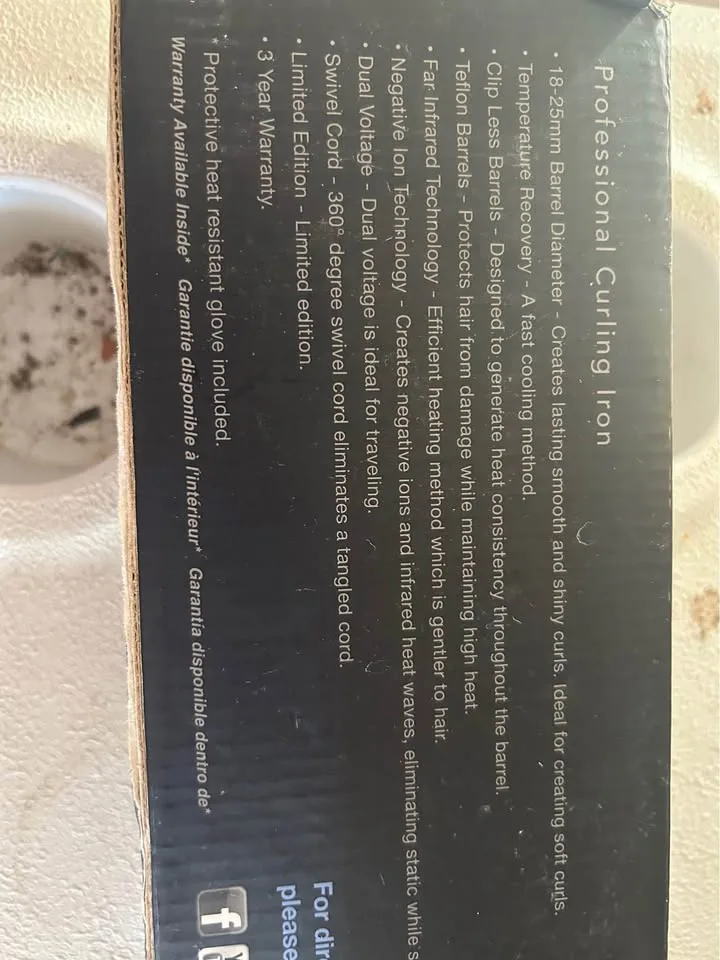 Professional Curling Iron
• 18-25mm Barrel Diameter - Creates lasting smooth and shiny curls. Ideal for creating soft curls.
• Temperature Recovery - A fast cooling method.
• Clip Less Barrels - Designed to generate heat consistency throughout the barrel.
• Teflon Barrels - Protects hair from damage while maintaining high heat.
• Far Infrared Technology - Efficient heating method which is gentler to hair.
• Negative Ion Technology - Creates negative ions and infrared heat waves, eliminating static while
• Dual Voltage - Dual voltage is ideal for traveling.
• Swivel Cord - 360° degree swivel cord eliminates a tangled cord.
• Limited Edition - Limited edition.
• 3 Year Warranty.
* Protective heat resistant glove included.
Warranty Available Inside* Garantie disponible à l'intérieur* Garantia disponible dentro de*
For
please
f